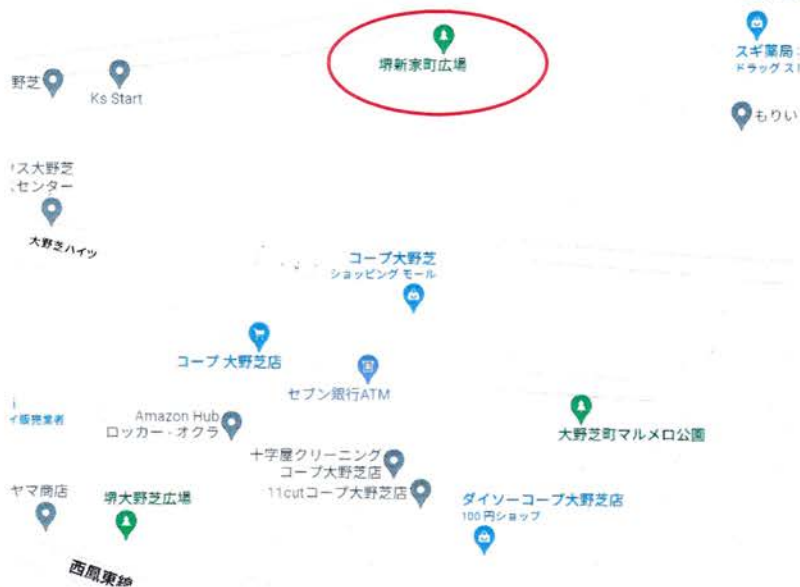 堺新家町広場
スギ薬局
ドラッグス
野芝
Ks Start
もりい
ス大野芝
センター
大野芝ハイツ
コープ大野芝
ショッピング モール
コープ 大野芝店
セブン銀行ATM
イ販売業者
Amazon Hub
ロッカー - オクラ
大野芝町マルメロ公園
十字屋クリーニング
コープ大野芝店
11cutコープ大野芝店
ヤマ商店
堺大野芝広場
ダイソーコープ大野芝店
100 円ショップ
西鳳東線